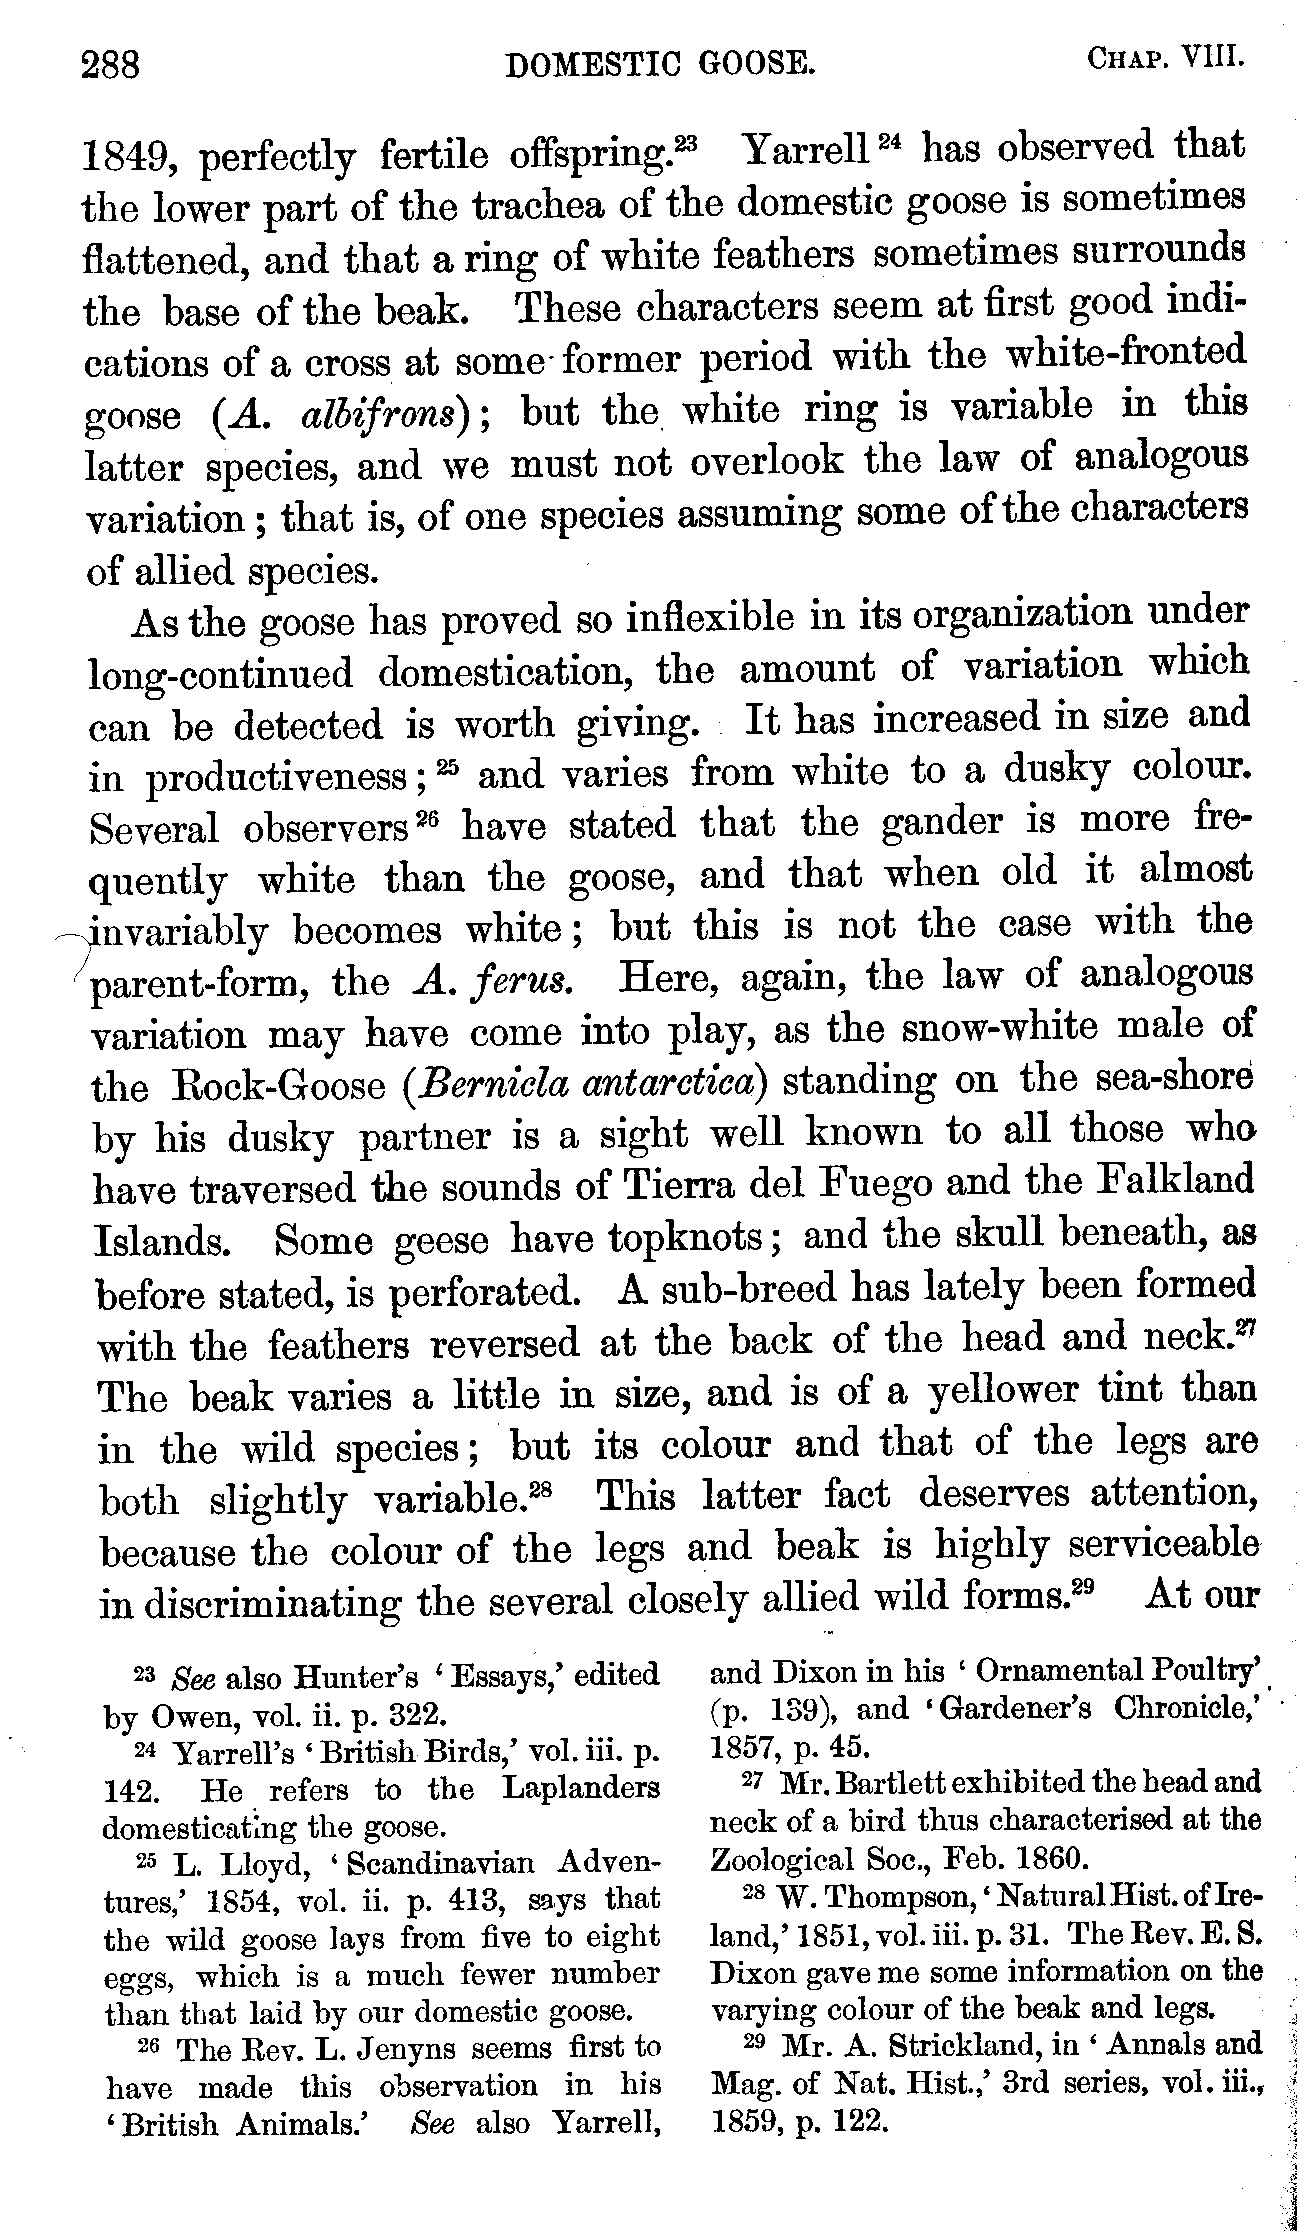 288 DOMESTIC GOOSE. CHAP. VIII.
1849, perfectly fertile offspring.²³ Yarrell²⁴ has observed that
the lower part of the trachea of the domestic goose is sometimes
flattened, and that a ring of white feathers sometimes surrounds
the base of the beak. These characters seem at first good indi-
cations of a cross at some former period with the white-fronted
goose (A. albifrons); but the white ring is variable in this
latter species, and we must not overlook the law of analogous
variation; that is, of one species assuming some of the characters
of allied species.
As the goose has proved so inflexible in its organization under
long-continued domestication, the amount of variation which
can be detected is worth giving. It has increased in size and
in productiveness;²⁵ and varies from white to a dusky colour.
Several observers²⁶ have stated that the gander is more fre-
quently white than the goose, and that when old it almost
invariably becomes white; but this is not the case with the
parent-form, the A. ferus. Here, again, the law of analogous
variation may have come into play, as the snow-white male of
the Rock-Goose (Bernicla antarctica) standing on the sea-shore
by his dusky partner is a sight well known to all those who
have traversed the sounds of Tierra del Fuego and the Falkland
Islands. Some geese have topknots; and the skull beneath, as
before stated, is perforated. A sub-breed has lately been formed
with the feathers reversed at the back of the head and neck.²⁷
The beak varies a little in size, and is of a yellower tint than
in the wild species; but its colour and that of the legs are
both slightly variable.²⁸ This latter fact deserves attention,
because the colour of the legs and beak is highly serviceable
in discriminating the several closely allied wild forms.²⁹ At our
²³ See also Hunter's 'Essays,' edited
by Owen, vol. ii. p. 322.
²⁴ Yarrell's 'British Birds,' vol. iii. p.
142. He refers to the Laplanders
domesticating the goose.
²⁵ L. Lloyd, 'Scandinavian Adven-
tures,' 1854, vol. ii. p. 413, says that
the wild goose lays from five to eight
eggs, which is a much fewer number
than that laid by our domestic goose.
²⁶ The Rev. L. Jenyns seems first to
have made this observation in his
'British Animals.' See also Yarrell,
and Dixon in his 'Ornamental Poultry'
(p. 139), and 'Gardener's Chronicle,'
1857, p. 45.
²⁷ Mr. Bartlett exhibited the head and
neck of a bird thus characterised at the
Zoological Soc., Feb. 1860.
²⁸ W. Thompson, 'Natural Hist. of Ire-
land,' 1851, vol. iii. p. 31. The Rev. E. S.
Dixon gave me some information on the
varying colour of the beak and legs.
²⁹ Mr. A. Strickland, in 'Annals and
Mag. of Nat. Hist.,' 3rd series, vol. iii.,
1859, p. 122.